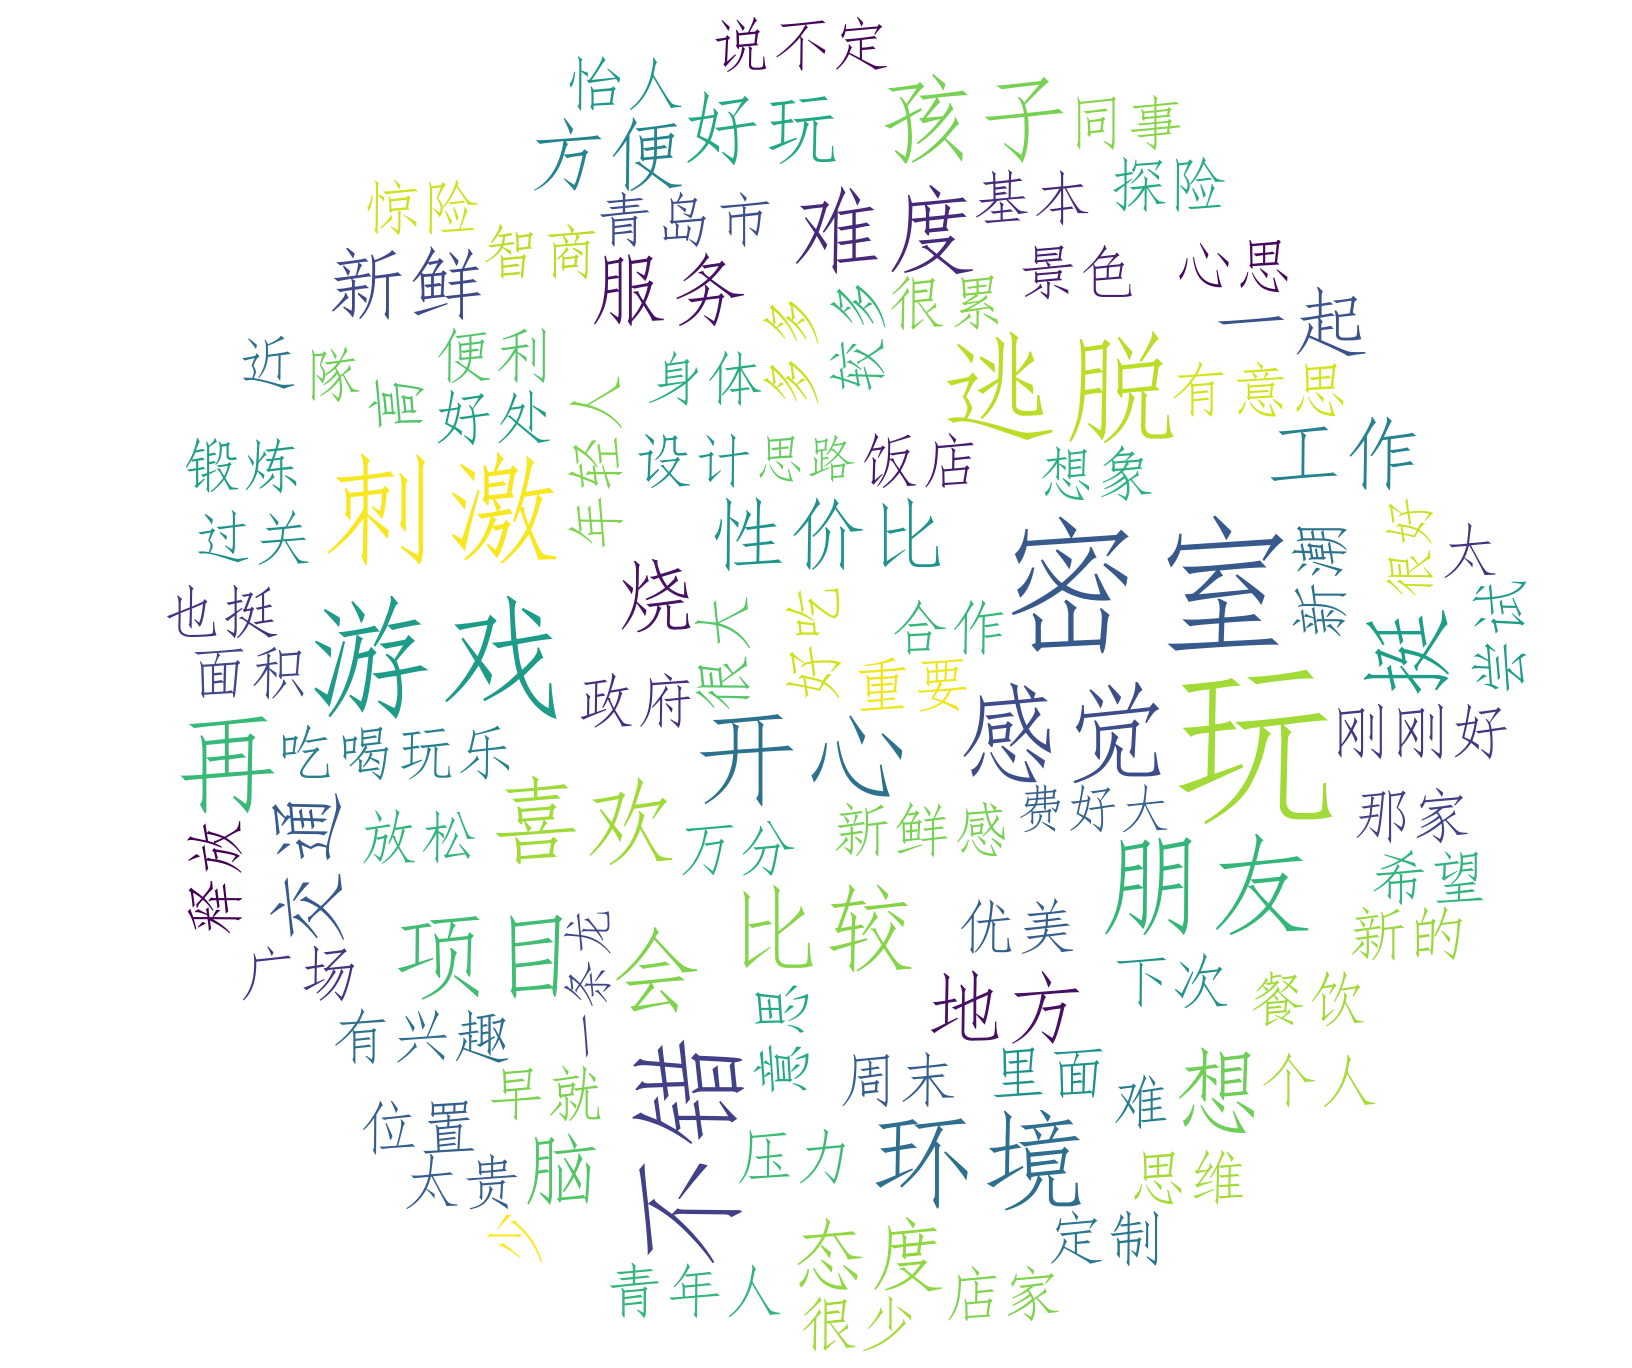 说不定
怡人
方便
好玩
孩子
同事
惊险
智商
青岛市
难度
基本
探险
新鲜
服务
多多
较多
很累
景色
心思
一起
近
隊
高
便利
好处
年轻人
身体
逃脱
有意思
锻炼
过关
刺激
设计
思路
饭店
想象
工作
性价比
密室
新潮
很好
太
也挺
面积
游戏
烧
很大
好吃
合作
重要
挺
尝试
政府
再
吃喝玩乐
开心
感觉
玩
刚刚好
交通
释放
放松
喜欢
万分
新鲜感
费好大
那家
朋友
希望
新的
广场
项目
一条龙
会
比较
优美
地方
下次
餐饮
有兴趣
早就
不错
意思
周末
里面
难
想
个人
位置
太贵
脑
压力
环境
思维
少
青年人
态度
很少
店家
定制